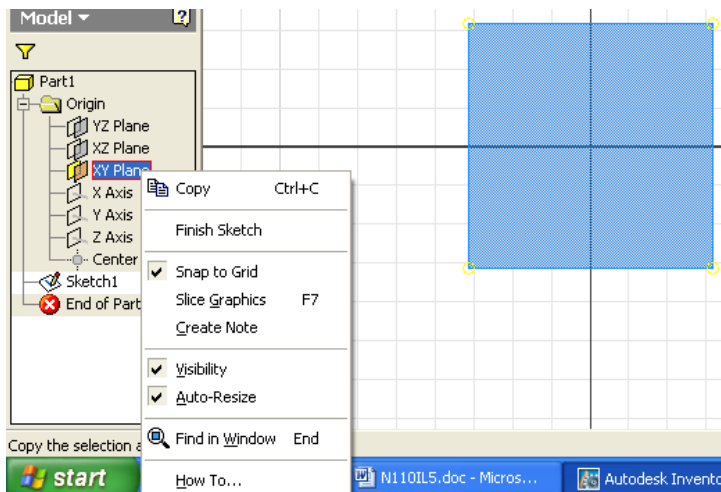 Model
?
Part1
Origin
YZ Plane
XZ Plane
XY Plane
X Axis
Y Axis
Z Axis
Center
Sketch1
End of Part
Copy Ctrl+C
Finish Sketch
Snap to Grid
Slice Graphics F7
Create Note
Visibility
Auto-Resize
Find in Window End
How To...
Copy the selection
start
N110IL5.doc - Micros...
Autodesk Invento